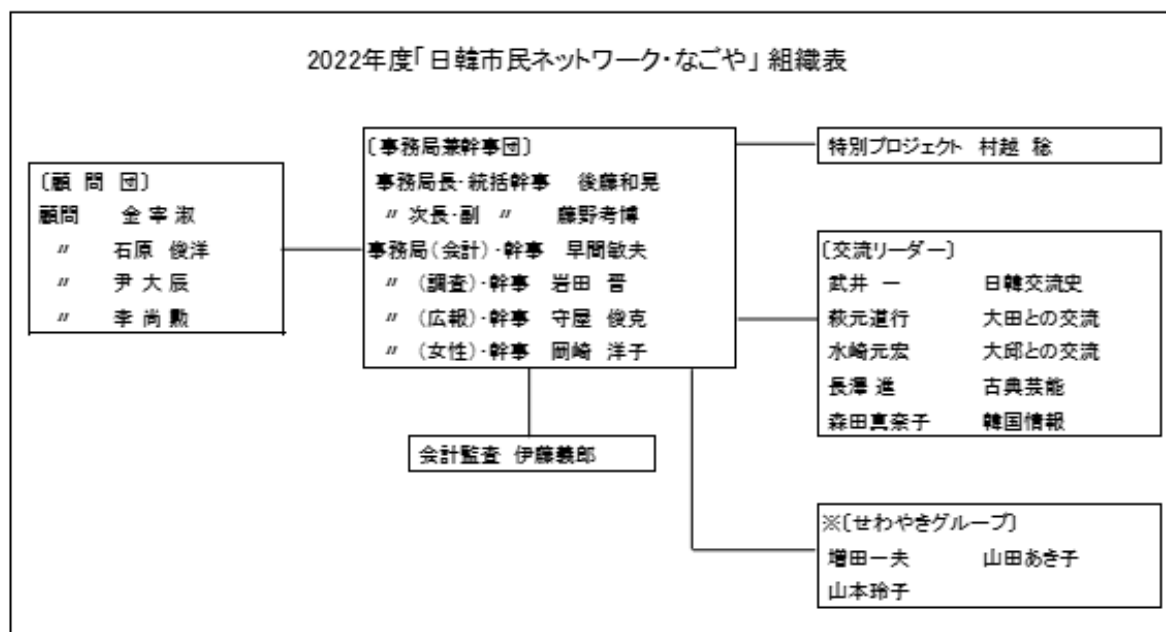 2022年度「日韓市民ネットワーク・なごや」組織表
〔顧 問 団〕
顧問 金 宰 淑
〃 石原 俊洋
〃 尹 大 辰
〃 李 尚 勲
〔事務局兼幹事団〕
事務局長・統括幹事 後藤和晃
〃 次長・副 〃 藤野考博
事務局(会計)・幹事 早間敏夫
〃 (調査)・幹事 岩田 晋
〃 (広報)・幹事 守屋 俊克
〃 (女性)・幹事 岡崎 洋子
会計監査 伊藤義郎
特別プロジェクト 村越 稔
〔交流リーダー〕
武井 一 日韓交流史
萩元道行 大田との交流
水崎元宏 大邱との交流
長澤 進 古典芸能
森田真奈子 韓国情報
※〔せわやきグループ〕
増田一夫 山田あき子
山本玲子